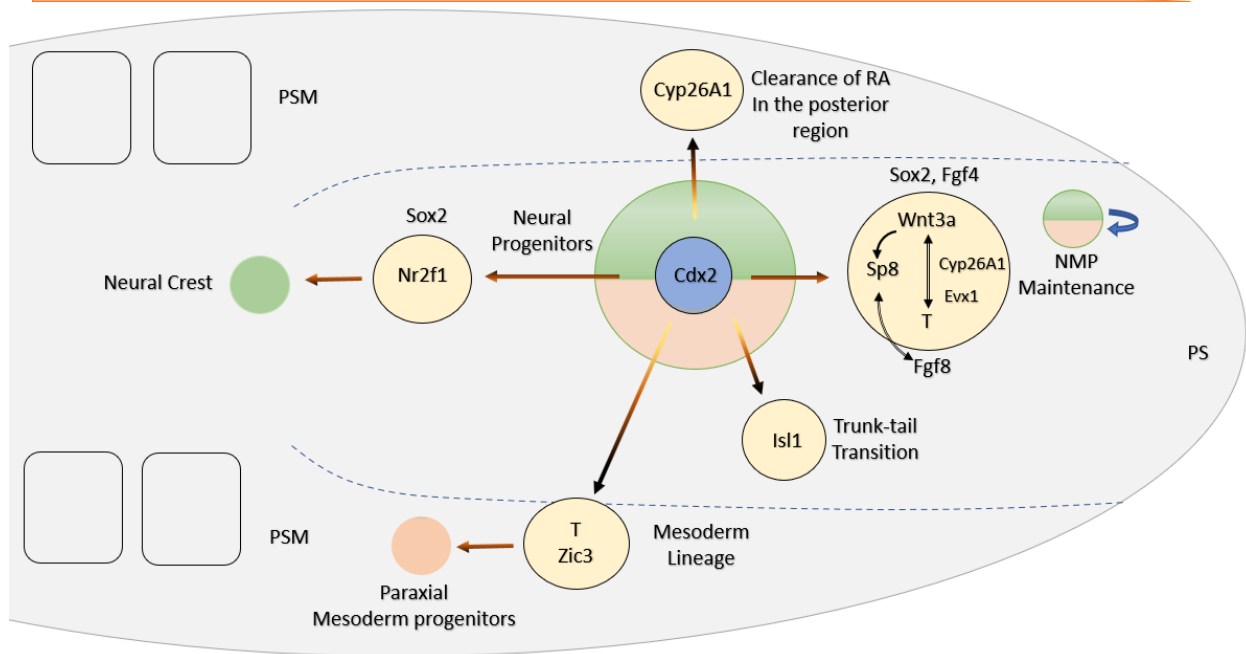 PSM
Cyp26A1
Clearance of RA
In the posterior
region
Neural Crest
Sox2
Nr2f1
Neural
Progenitors
Cdx2
Sox2, Fgf4
Wnt3a
Sp8
Cyp26A1
Evx1
T
Fgf8
NMP
Maintenance
PS
Isl1
Trunk-tail
Transition
PSM
Paraxial
Mesoderm progenitors
T
Zic3
Mesoderm
Lineage